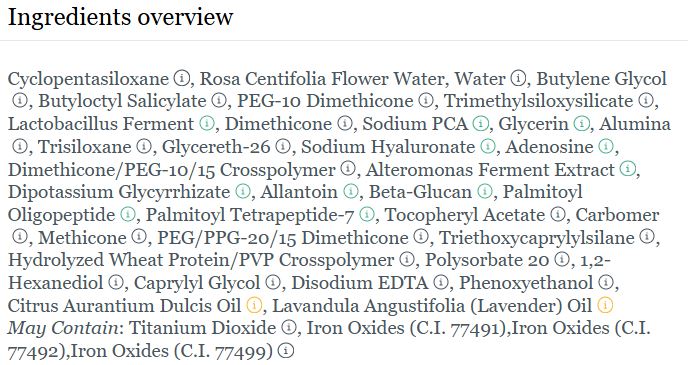 Ingredients overview
Cyclopentasiloxane ⓘ, Rosa Centifolia Flower Water, Water ⓘ, Butylene Glycol
ⓘ, Butyloctyl Salicylate ⓘ, PEG-10 Dimethicone ⓘ, Trimethylsiloxysilicate ⓘ,
Lactobacillus Ferment ⓘ, Dimethicone ⓘ, Sodium PCA ⓘ, Glycerin ⓘ, Alumina
ⓘ, Trisiloxane ⓘ, Glycereth-26 ⓘ, Sodium Hyaluronate ⓘ, Adenosine ⓘ,
Dimethicone/PEG-10/15 Crosspolymer ⓘ, Alteromonas Ferment Extract ⓘ,
Dipotassium Glycyrrhizate ⓘ, Allantoin ⓘ, Beta-Glucan ⓘ, Palmitoyl
Oligopeptide ⓘ, Palmitoyl Tetrapeptide-7 ⓘ, Tocopheryl Acetate ⓘ, Carbomer
ⓘ, Methicone ⓘ, PEG/PPG-20/15 Dimethicone ⓘ, Triethoxycaprylylsilane ⓘ,
Hydrolyzed Wheat Protein/PVP Crosspolymer ⓘ, Polysorbate 20 ⓘ, 1,2-
Hexanediol ⓘ, Caprylyl Glycol ⓘ, Disodium EDTA ⓘ, Phenoxyethanol ⓘ,
Citrus Aurantium Dulcis Oil ⓘ, Lavandula Angustifolia (Lavender) Oil ⓘ
May Contain: Titanium Dioxide ⓘ, Iron Oxides (C.I. 77491),Iron Oxides (C.I.
77492),Iron Oxides (C.I. 77499) ⓘ